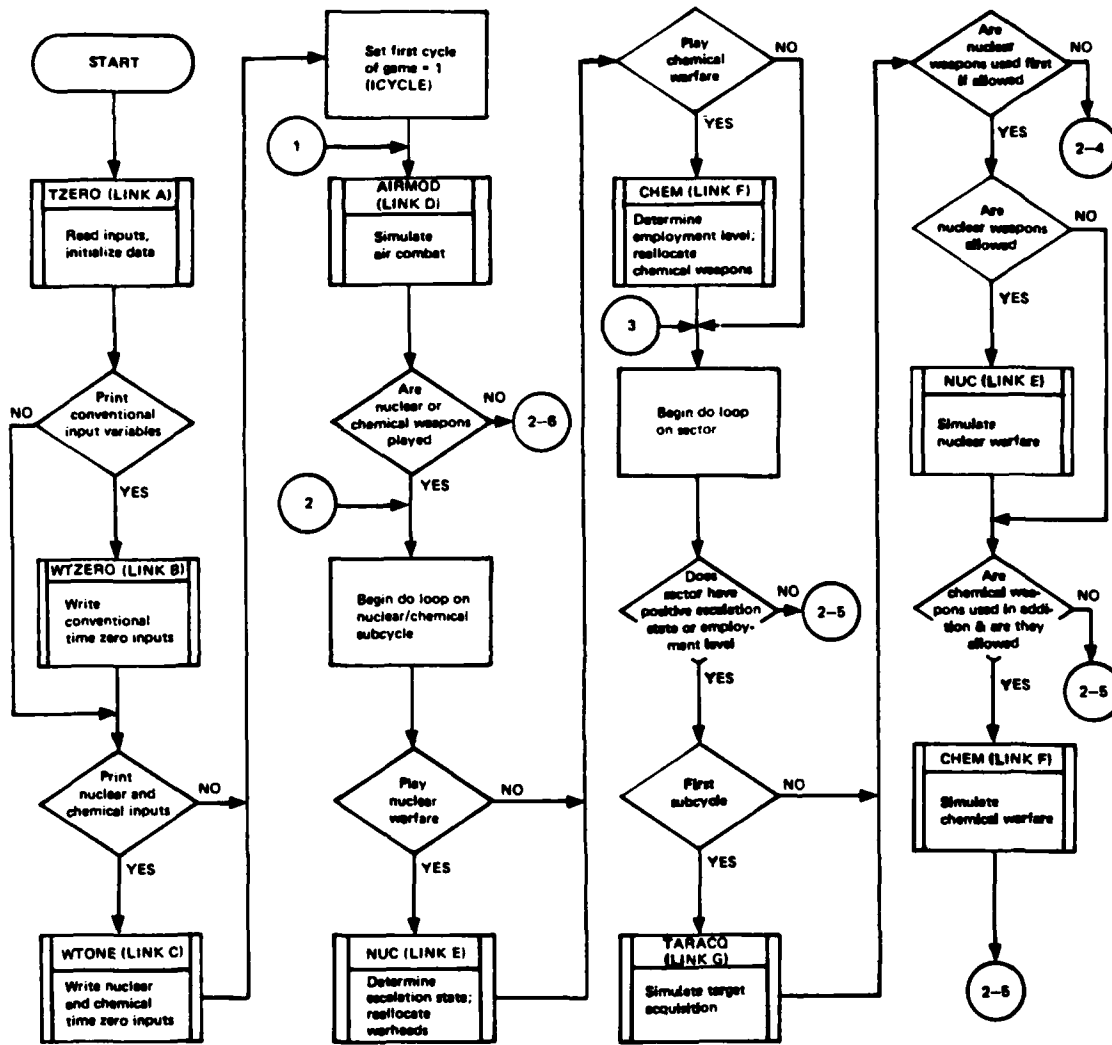 START
TZERO (LINK A)
Read inputs,
initialize data
NO
Print
conventional
input variables
YES
WTZERO (LINK B)
Write
conventional
time zero inputs
Print
nuclear and
chemical inputs
NO
YES
WTONE (LINK C)
Write nuclear
and chemical
time zero inputs
Set first cycle
of game = 1
(ICYCLE)
1
AIRMOD
(LINK D)
Simulate
air combat
Are
nuclear or
chemical weapons
played
NO
2-6
YES
2
Begin do loop on
nuclear/chemical
subcycle
Play
nuclear
warfare
NO
YES
NUC (LINK E)
Determine
escalation state;
reallocate
warheads
Play
chemical
warfare
NO
YES
CHEM (LINK F)
Determine
employment level;
reallocate
chemical weapons
3
Begin do loop
on sector
Does
sector have
positive escalation
state or employ-
ment level
NO
2-5
YES
First
subcycle
NO
YES
TARACQ
(LINK G)
Simulate target
acquisition
Are
nuclear
weapons used first
if allowed
NO
2-4
YES
Are
nuclear weapons
allowed
NO
YES
NUC (LINK E)
Simulate
nuclear warfare
Are
chemical wea-
pons used in addi-
tion & are they
allowed
NO
2-5
YES
CHEM (LINK F)
Simulate
chemical warfare
2-5